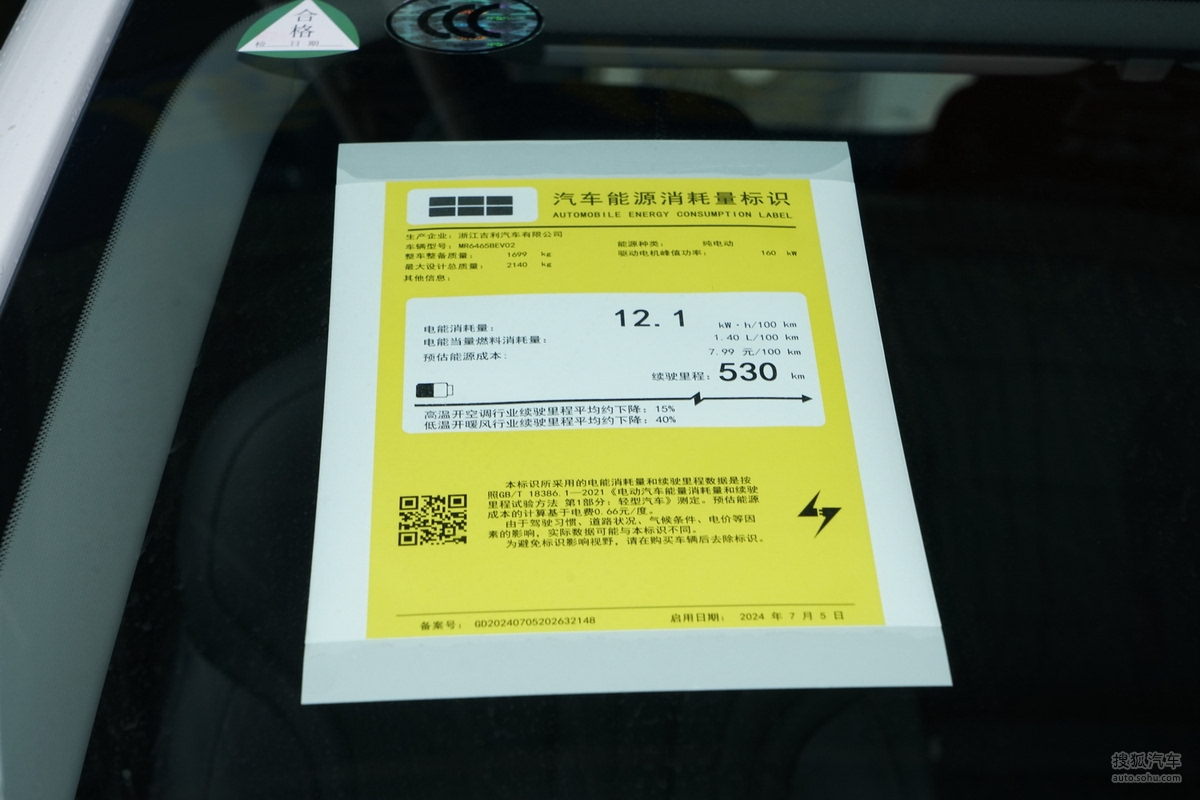 合
格
检 日期
CCC
汽车能源消耗量标识
AUTOMOBILE ENERGY CONSUMPTION LABEL
生产企业：浙江吉利汽车有限公司
车辆型号：MR6465BEV02
能源种类： 纯电动
整车整备质量： 1699 kg
驱动电机峰值功率： 160 kW
最大设计总质量： 2140 kg
其他信息：
电能消耗量： 12.1 kW·h/100 km
电能当量燃料消耗量： 1.40 L/100 km
预估能源成本： 7.99 元/100 km
续驶里程：530 km
高温开空调行业续驶里程平均约下降：15%
低温开暖风行业续驶里程平均约下降：40%
本标识所采用的电能消耗量和续驶里程数据是按
照GB/T 18386.1—2021《电动汽车能量消耗量和续驶
里程试验方法 第1部分：轻型汽车》测定。预估能源
成本的计算基于电费0.66元/度。
由于驾驶习惯、道路状况、气候条件、电价等因
素的影响，实际数据可能与本标识不同。
为避免标识影响视野，请在购买车辆后去除标识。
备案号： GD20240705202632148
启用日期： 2024 年 7 月 5 日
搜狐汽车
auto.sohu.com